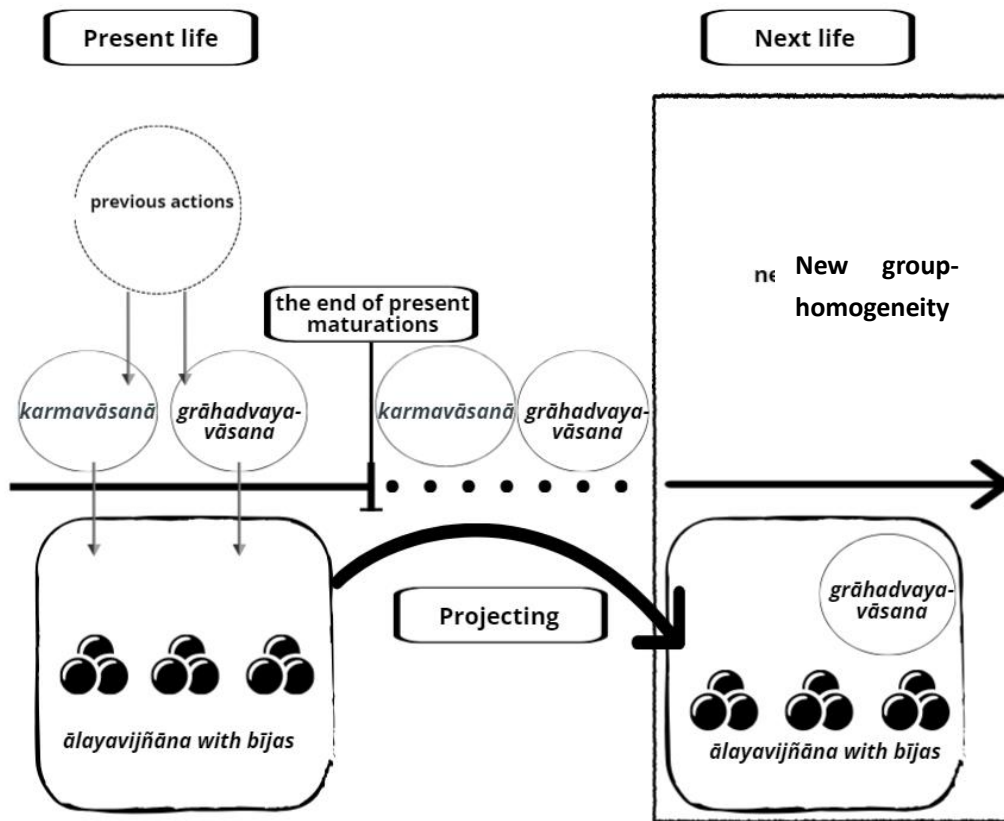 Present life
Next life
previous actions
ne
New group-
homogeneity
the end of present
maturations
karmavāsanā
grāhadvaya-
vāsana
karmavāsanā
grāhadvaya-
vāsana
Projecting
grāhadvaya-
vāsana
ālayavijñāna with bījas
ālayavijñāna with bījas